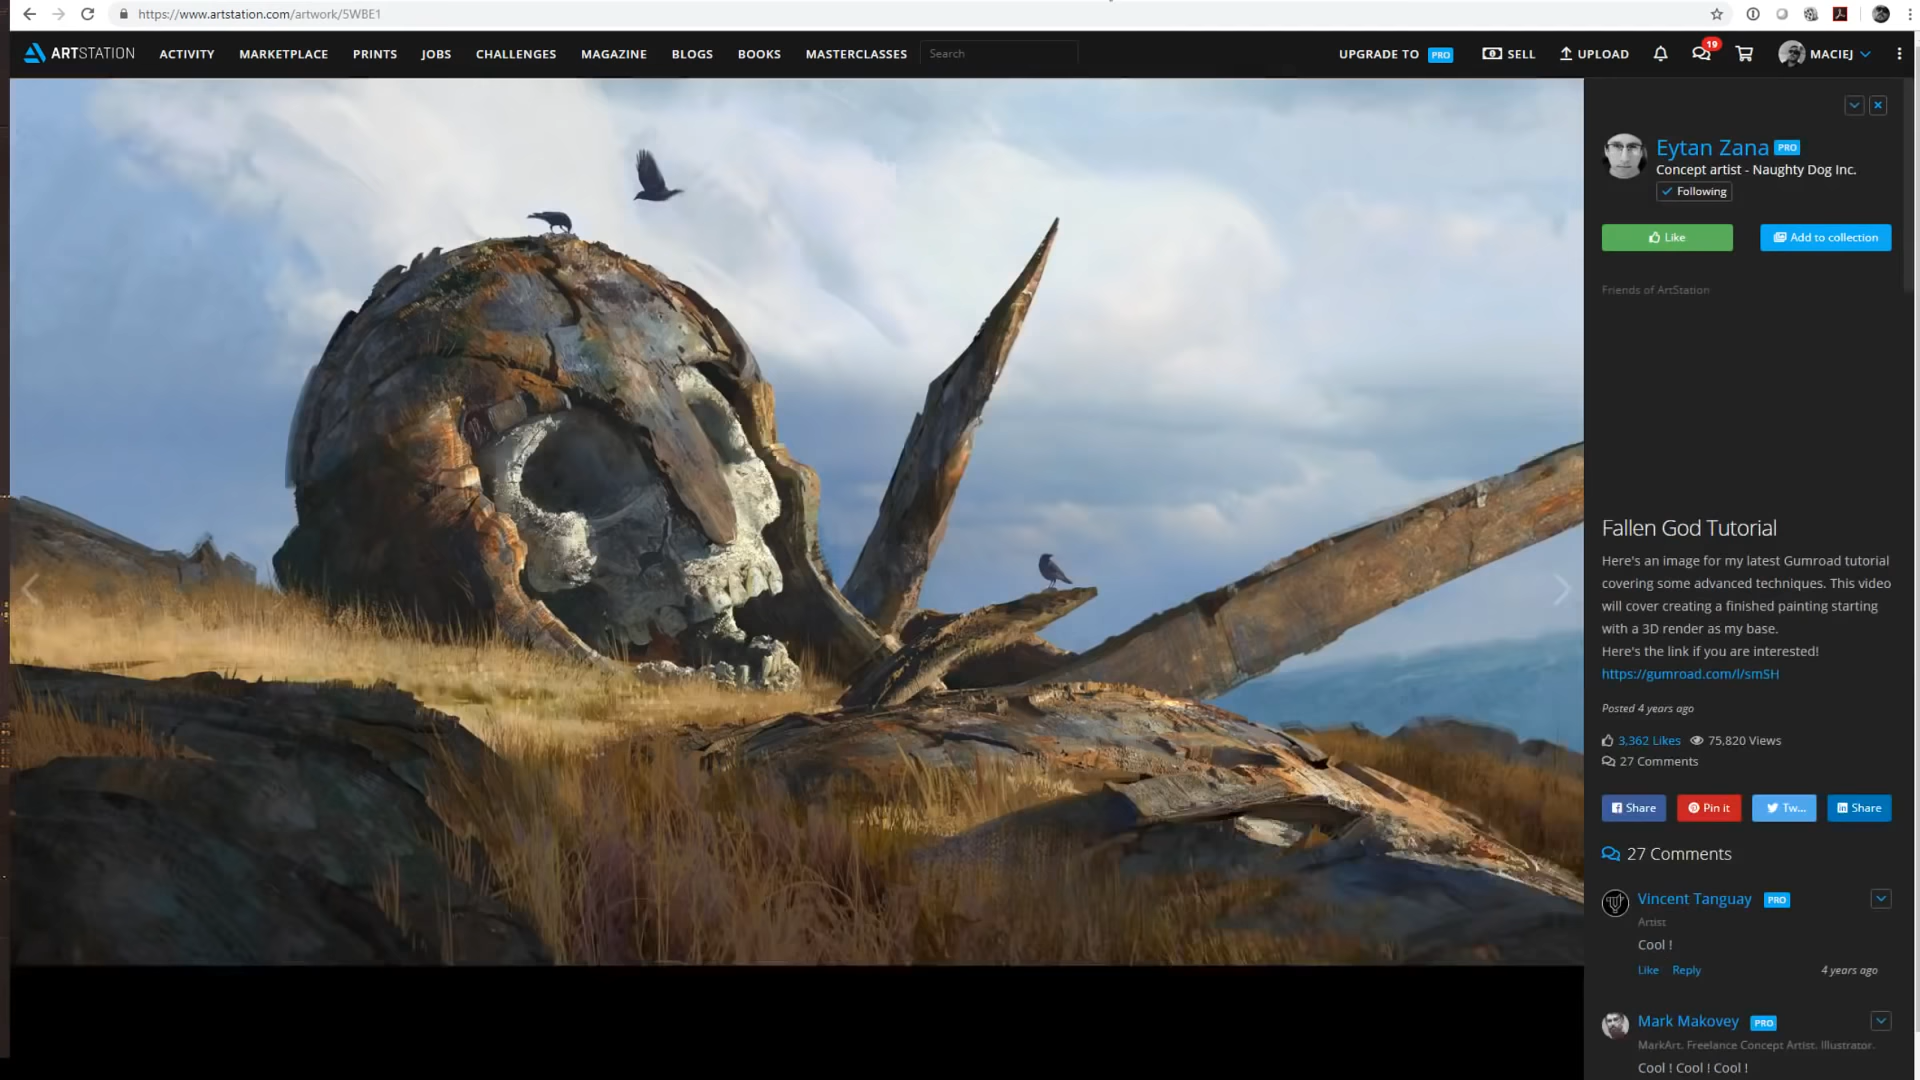 https://www.artstation.com/artwork/5WBE1
ARTSTATION ACTIVITY MARKETPLACE PRINTS JOBS CHALLENGES MAGAZINE BLOGS BOOKS MASTERCLASSES Search UPGRADE TO PRO SELL UPLOAD 19 MACIEJ
Eytan Zana PRO
Concept artist - Naughty Dog Inc.
Following
Like Add to collection
Friends of ArtStation
Fallen God Tutorial
Here's an image for my latest Gumroad tutorial
covering some advanced techniques. This video
will cover creating a finished painting starting
with a 3D render as my base.
Here's the link if you are interested!
https://gumroad.com/l/smSH
Posted 4 years ago
3,362 Likes 75,820 Views
27 Comments
Share Pin it Tw... Share
27 Comments
Vincent Tanguay PRO
Artist
Cool !
Like Reply 4 years ago
Mark Makovey PRO
MarkArt. Freelance Concept Artist. Illustrator.
Cool ! Cool ! Cool !